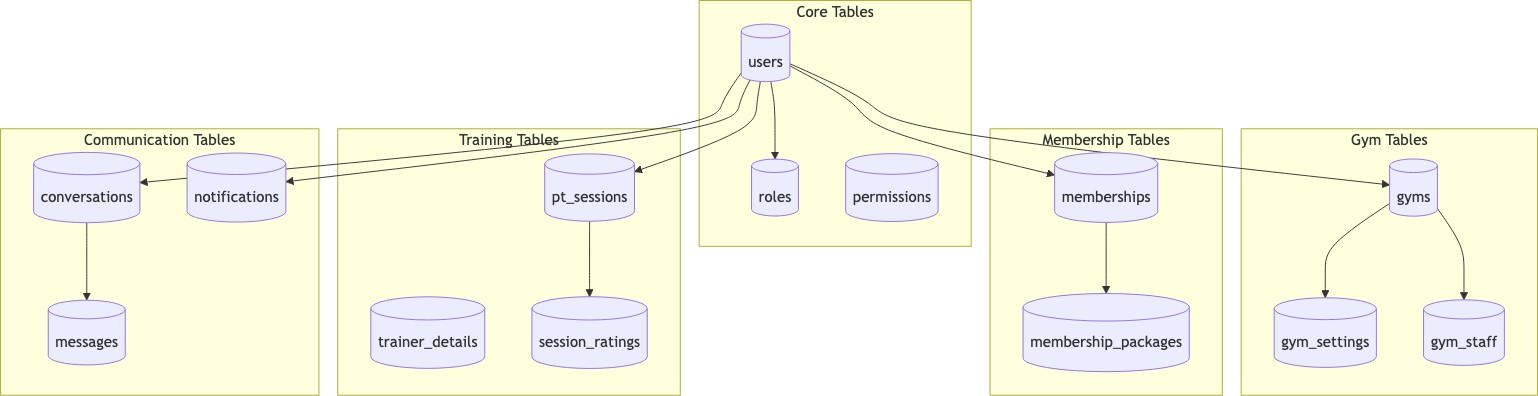 Core Tables
users
roles
permissions
Communication Tables
conversations
notifications
messages
Training Tables
pt_sessions
trainer_details
session_ratings
Membership Tables
memberships
membership_packages
Gym Tables
gyms
gym_settings
gym_staff